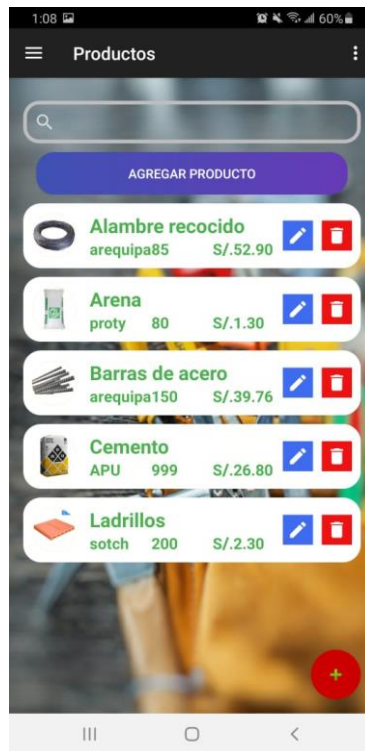 1:08 60%
Productos
AGREGAR PRODUCTO
Alambre recocido
arequipa85 S/.52.90
Arena
proty 80 S/.1.30
Barras de acero
arequipa150 S/.39.76
Cemento
APU 999 S/.26.80
Ladrillos
sotch 200 S/.2.30
+